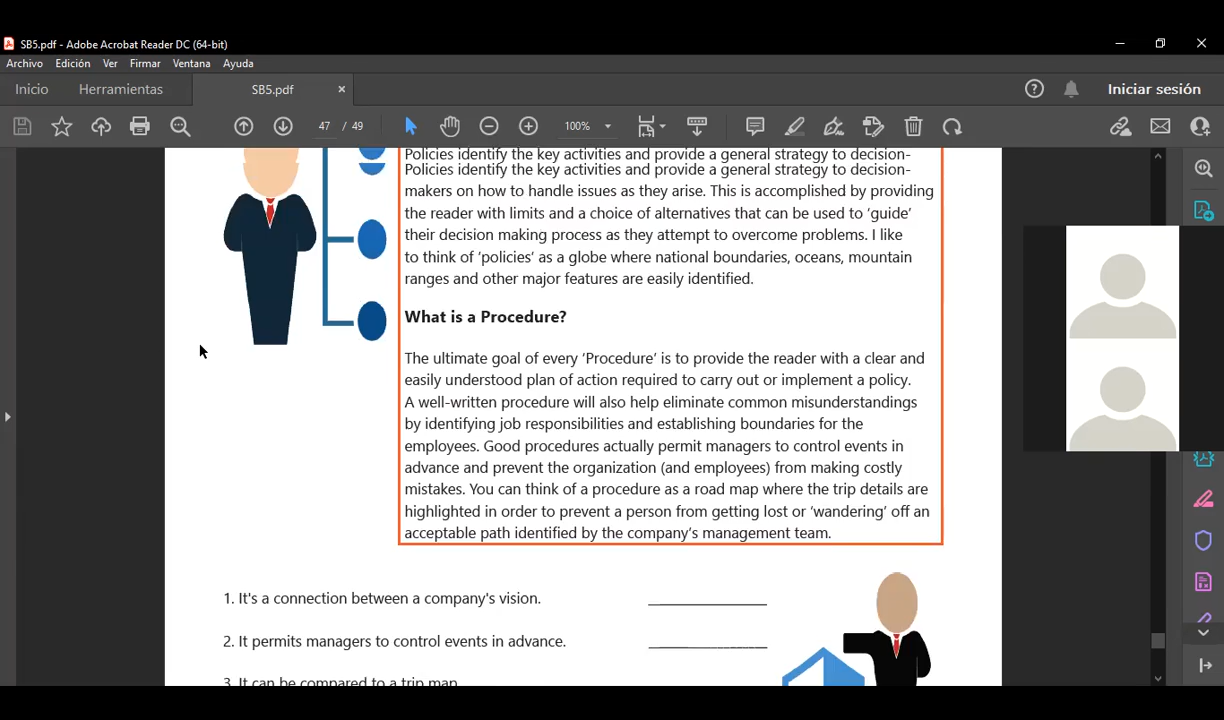 SB5.pdf - Adobe Acrobat Reader DC (64-bit)
Archivo Edición Ver Firmar Ventana Ayuda
Inicio Herramientas SB5.pdf × Iniciar sesión
47 / 49 100%
Policies identify the key activities and provide a general strategy to decision-
Policies identify the key activities and provide a general strategy to decision-
makers on how to handle issues as they arise. This is accomplished by providing
the reader with limits and a choice of alternatives that can be used to ‘guide’
their decision making process as they attempt to overcome problems. I like
to think of ‘policies’ as a globe where national boundaries, oceans, mountain
ranges and other major features are easily identified.
What is a Procedure?
The ultimate goal of every ‘Procedure’ is to provide the reader with a clear and
easily understood plan of action required to carry out or implement a policy.
A well-written procedure will also help eliminate common misunderstandings
by identifying job responsibilities and establishing boundaries for the
employees. Good procedures actually permit managers to control events in
advance and prevent the organization (and employees) from making costly
mistakes. You can think of a procedure as a road map where the trip details are
highlighted in order to prevent a person from getting lost or ‘wandering’ off an
acceptable path identified by the company’s management team.
1. It's a connection between a company's vision.
2. It permits managers to control events in advance.
3. It can be compared to a trip map